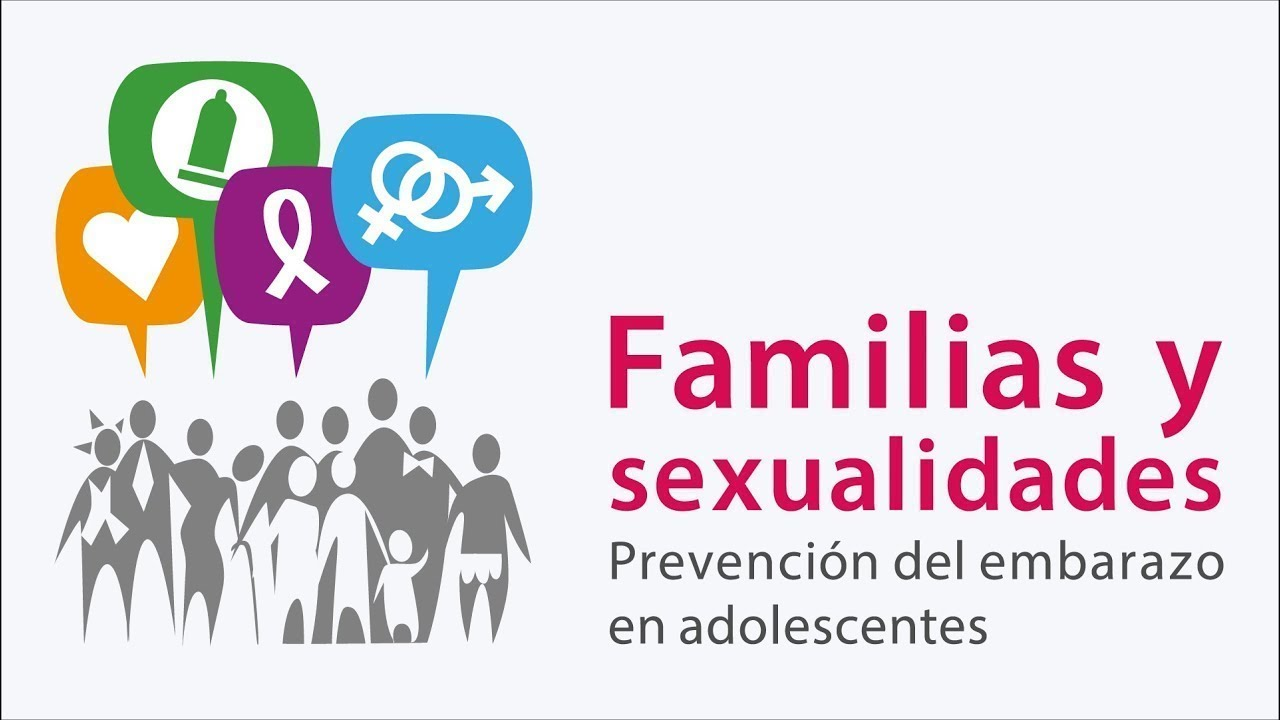 Familias y
sexualidades
Prevención del embarazo
en adolescentes